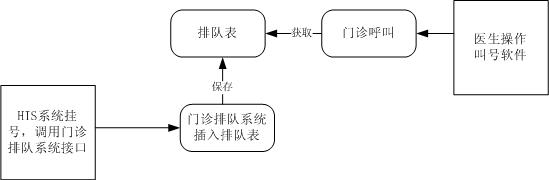 排队表
获取
门诊呼叫
医生操作
叫号软件
保存
HIS系统挂
号，调用门诊
排队系统接口
门诊排队系统
插入排队表